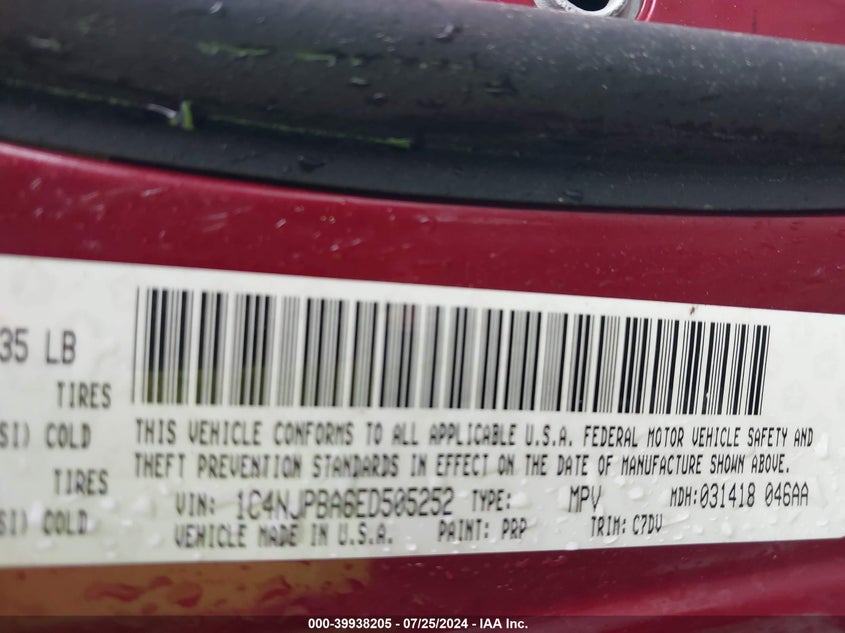 35 LB
TIRES
SI) COLD
TIRES
SI) COLD
THIS VEHICLE CONFORMS TO ALL APPLICABLE U.S.A. FEDERAL MOTOR VEHICLE SAFETY AND
THEFT PREVENTION STANDARDS IN EFFECT ON THE DATE OF MANUFACTURE SHOWN ABOVE.
VIN: 1C4NJPBA6ED505252 TYPE: MPV MDH:031418 046AA
VEHICLE MADE IN U.S.A. PAINT: PRP TRIM: C7DV
000-39938205 - 07/25/2024 - IAA Inc.